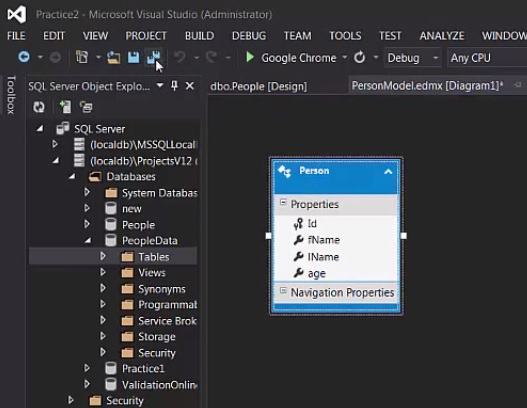 Practice2 - Microsoft Visual Studio (Administrator)
FILE EDIT VIEW PROJECT BUILD DEBUG TEAM TOOLS TEST ANALYZE WINDOW
Google Chrome Debug Any CPU
Toolbox
SQL Server Object Explo...
dbo.People [Design] PersonModel.edmx [Diagram1]*
SQL Server
(localdb)\MSSQLLocal
(localdb)\ProjectsV12 (
Databases
System Databas
new
People
PeopleData
Tables
Views
Synonyms
Programmab
Service Brok
Storage
Security
Practice1
ValidationOnlin
Security
Person
Properties
Id
fName
lName
age
Navigation Properties